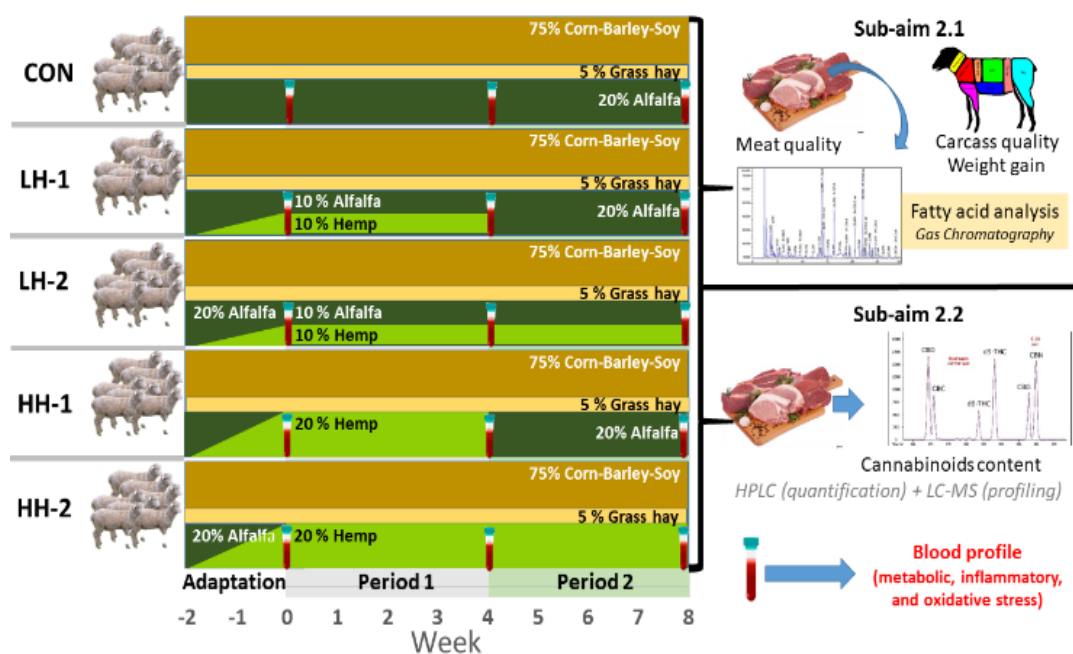 CON
75% Corn-Barley-Soy
5 % Grass hay
20% Alfalfa
LH-1
75% Corn-Barley-Soy
5 % Grass hay
10 % Alfalfa
10 % Hemp
20% Alfalfa
LH-2
75% Corn-Barley-Soy
5 % Grass hay
20% Alfalfa
10 % Alfalfa
10 % Hemp
HH-1
75% Corn-Barley-Soy
5 % Grass hay
20 % Hemp
20% Alfalfa
HH-2
75% Corn-Barley-Soy
5 % Grass hay
20% Alfalfa
20 % Hemp
Adaptation
Period 1
Period 2
-2 -1 0 1 2 3 4 5 6 7 8
Week
Sub-aim 2.1
Meat quality
Carcass quality
Weight gain
Fatty acid analysis
Gas Chromatography
Sub-aim 2.2
CBD
CBC
CBN
CBG
Cannabinoids content
HPLC (quantification) + LC-MS (profiling)
Blood profile
(metabolic, inflammatory,
and oxidative stress)